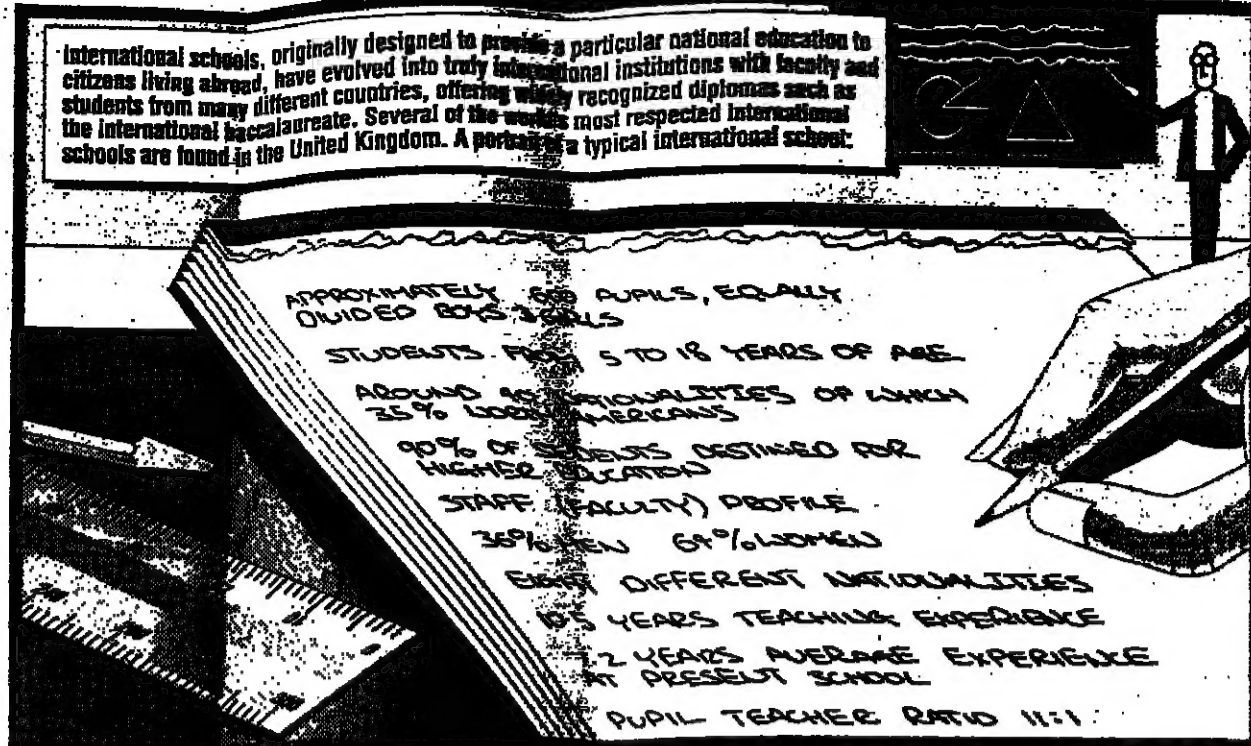 International schools, originally designed to provide a particular national education to
citizens living abroad, have evolved into truly international institutions with faculty and
students from many different countries, offering widely recognized diplomas such as
the international baccalaureate. Several of the world's most respected international
schools are found in the United Kingdom. A portrait of a typical international school:
APPROXIMATELY 600 PUPILS, EQUALLY
DIVIDED BOYS & GIRLS
STUDENTS FROM 5 TO 18 YEARS OF AGE
AROUND 40 NATIONALITIES OF WHICH
35% NORTH AMERICANS
90% OF STUDENTS DESTINED FOR
HIGHER EDUCATION
STAFF (FACULTY) PROFILE
36% MEN 64% WOMEN
EIGHT DIFFERENT NATIONALITIES
YEARS TEACHING EXPERIENCE
YEARS AVERAGE EXPERIENCE
AT PRESENT SCHOOL
PUPIL TEACHER RATIO 11:1